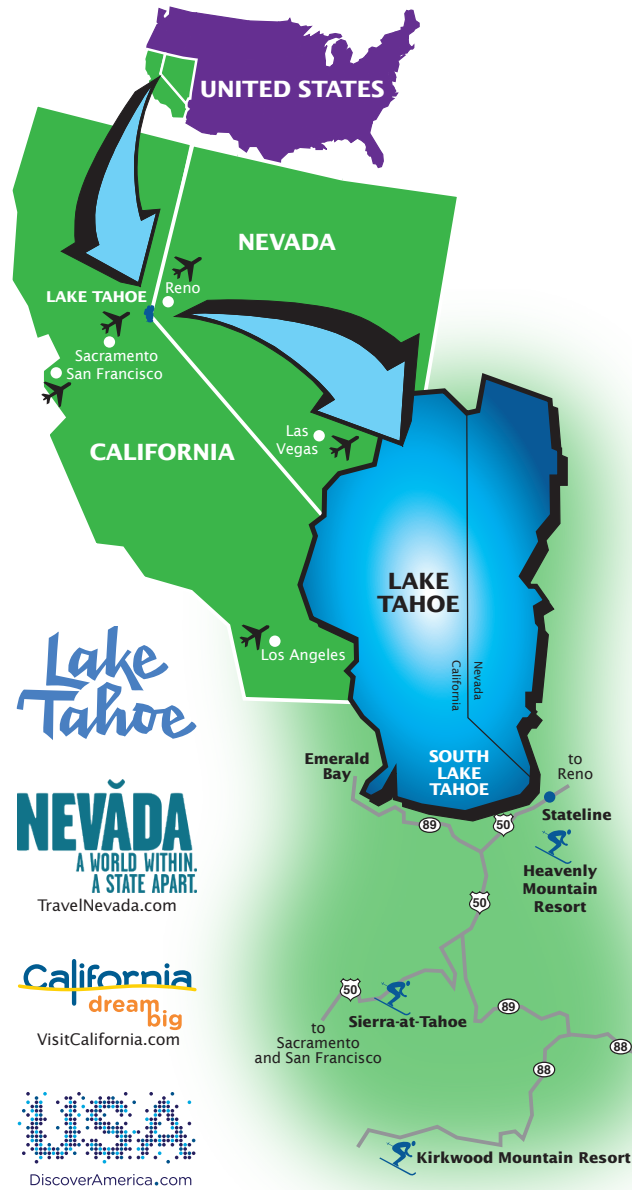 UNITED STATES
NEVADA
Reno
LAKE TAHOE
Sacramento
San Francisco
CALIFORNIA
Las
Vegas
Los Angeles
LAKE
TAHOE
California
Nevada
SOUTH
LAKE
TAHOE
Emerald
Bay
to
Reno
89
50
Stateline
Heavenly
Mountain
Resort
50
50
Sierra-at-Tahoe
to
Sacramento
and San Francisco
89
88
88
Kirkwood Mountain Resort
Lake
Tahoe
NEVĂDA
A WORLD WITHIN.
A STATE APART.
TravelNevada.com
California
dream
big
VisitCalifornia.com
USA
DiscoverAmerica.com